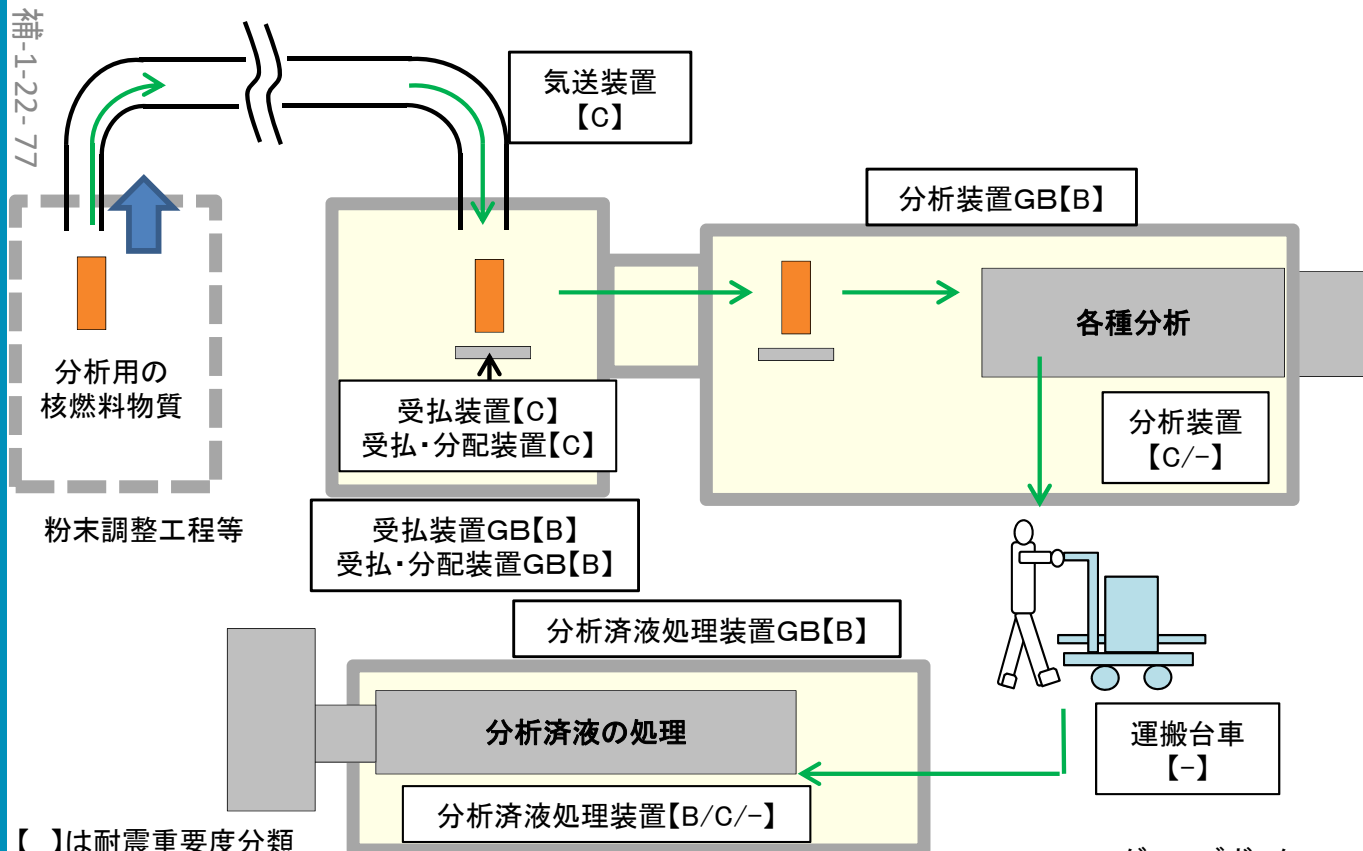 補-1-22- 77
気送装置
【C】
分析装置GB【B】
分析用の
核燃料物質
各種分析
受払装置【C】
受払・分配装置【C】
分析装置
【C/-】
粉末調整工程等
受払装置GB【B】
受払・分配装置GB【B】
分析済液処理装置GB【B】
分析済液の処理
運搬台車
【-】
分析済液処理装置【B/C/-】
【 】は耐震重要度分類